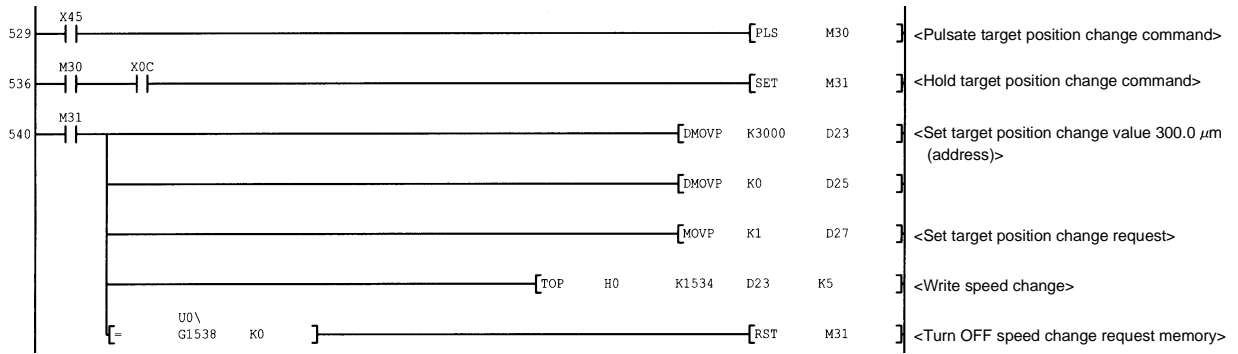 X45
529 [PLS M30 ] <Pulsate target position change command>
M30 X0C
536 [SET M31 ] <Hold target position change command>
M31
540 [DMOVP K3000 D23 ] <Set target position change value 300.0 μm
(address)>
[DMOVP K0 D25 ]
[MOVP K1 D27 ] <Set target position change request>
[TOP H0 K1534 D23 K5 ] <Write speed change>
U0\
[= G1538 K0 ] [RST M31 ] <Turn OFF speed change request memory>